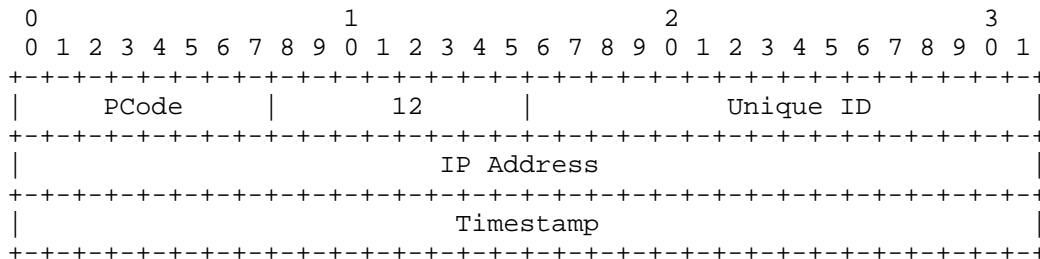 0                   1                   2                   3
 0 1 2 3 4 5 6 7 8 9 0 1 2 3 4 5 6 7 8 9 0 1 2 3 4 5 6 7 8 9 0 1
+-+-+-+-+-+-+-+-+-+-+-+-+-+-+-+-+-+-+-+-+-+-+-+-+-+-+-+-+-+-+-+-+
|     PCode     |       12      |            Unique ID          |
+-+-+-+-+-+-+-+-+-+-+-+-+-+-+-+-+-+-+-+-+-+-+-+-+-+-+-+-+-+-+-+-+
|                          IP Address                           |
+-+-+-+-+-+-+-+-+-+-+-+-+-+-+-+-+-+-+-+-+-+-+-+-+-+-+-+-+-+-+-+-+
|                           Timestamp                           |
+-+-+-+-+-+-+-+-+-+-+-+-+-+-+-+-+-+-+-+-+-+-+-+-+-+-+-+-+-+-+-+-+